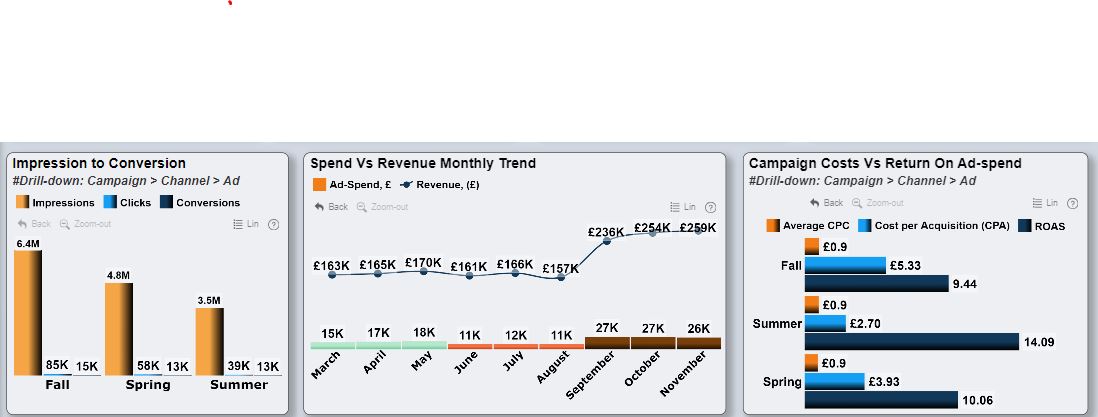 Impression to Conversion
#Drill-down: Campaign > Channel > Ad
Impressions Clicks Conversions
Back Zoom-out Lin ?
6.4M
4.8M
3.5M
85K 15K 58K 13K 39K 13K
Fall Spring Summer
Spend Vs Revenue Monthly Trend
Ad-Spend, £ Revenue, (£)
Back Zoom-out Lin ?
£163K £165K £170K £161K £166K £157K £236K £254K £259K
15K 17K 18K 11K 12K 11K 27K 27K 26K
March April May June July August September October November
Campaign Costs Vs Return On Ad-spend
#Drill-down: Campaign > Channel > Ad
Back Zoom-out Lin ?
Average CPC Cost per Acquisition (CPA) ROAS
£0.9
Fall £5.33
9.44
£0.9
Summer £2.70
14.09
£0.9
Spring £3.93
10.06